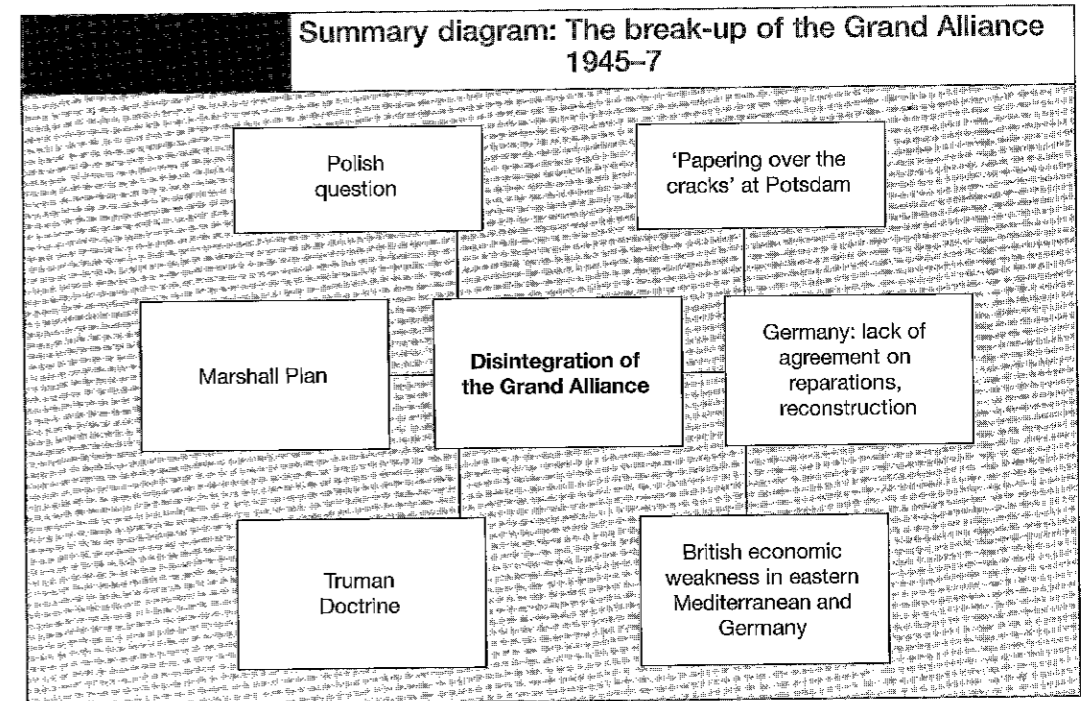 Summary diagram: The break-up of the Grand Alliance
1945–7
Polish
question
‘Papering over the
cracks’ at Potsdam
Marshall Plan
Disintegration of
the Grand Alliance
Germany: lack of
agreement on
reparations,
reconstruction
Truman
Doctrine
British economic
weakness in eastern
Mediterranean and
Germany